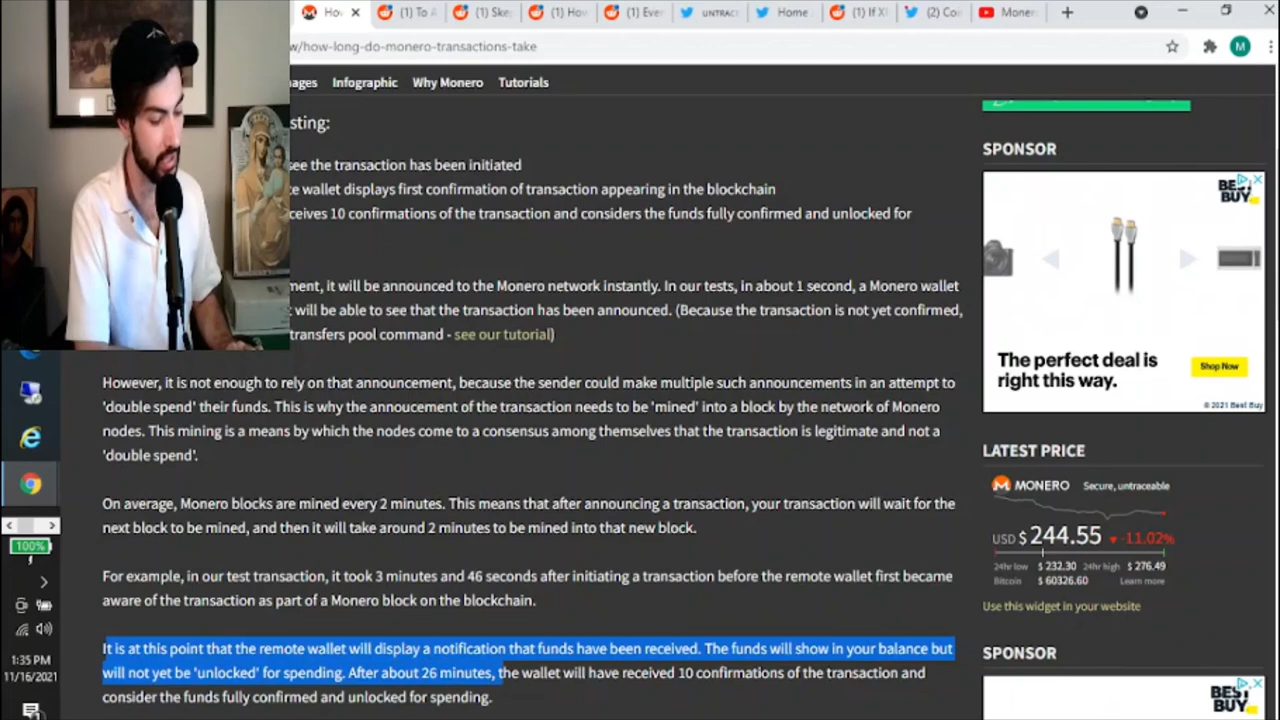 How
(1) To A
(1) Ske
(1) Hov
(1) Ever
UNTRACT
Home
(1) If XI
(2) Coi
Moner
w/how-long-do-monero-transactions-take
M
ages Infographic Why Monero Tutorials
sting:
see the transaction has been initiated
te wallet displays first confirmation of transaction appearing in the blockchain
ceives 10 confirmations of the transaction and considers the funds fully confirmed and unlocked for
ment, it will be announced to the Monero network instantly. In our tests, in about 1 second, a Monero wallet
t will be able to see that the transaction has been announced. (Because the transaction is not yet confirmed,
transfers pool command - see our tutorial)
However, it is not enough to rely on that announcement, because the sender could make multiple such announcements in an attempt to
'double spend' their funds. This is why the annoucement of the transaction needs to be 'mined' into a block by the network of Monero
nodes. This mining is a means by which the nodes come to a consensus among themselves that the transaction is legitimate and not a
'double spend'.
On average, Monero blocks are mined every 2 minutes. This means that after announcing a transaction, your transaction will wait for the
next block to be mined, and then it will take around 2 minutes to be mined into that new block.
For example, in our test transaction, it took 3 minutes and 46 seconds after initiating a transaction before the remote wallet first became
aware of the transaction as part of a Monero block on the blockchain.
It is at this point that the remote wallet will display a notification that funds have been received. The funds will show in your balance but
will not yet be 'unlocked' for spending. After about 26 minutes, the wallet will have received 10 confirmations of the transaction and
consider the funds fully confirmed and unlocked for spending.
SPONSOR
BEST
BUY
The perfect deal is
right this way.
Shop Now
© 2021 Best Buy
LATEST PRICE
MONERO Secure, untraceable
USD $ 244.55 ▼-11.02%
24hr low $ 232.30 24hr high $ 276.49
Bitcoin $ 60326.60 Learn more
Use this widget in your website
SPONSOR
BEST
BUY
100%
1:35 PM
11/16/2021